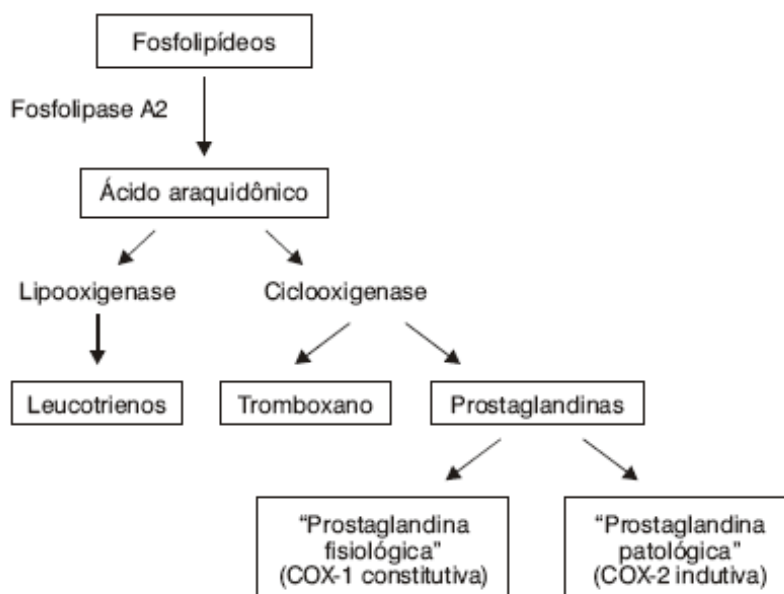 Fosfolipídeos
Fosfolipase A2
Ácido araquidônico
Lipooxigenase
Ciclooxigenase
Leucotrienos
Tromboxano
Prostaglandinas
“Prostaglandina
fisiológica”
(COX-1 constitutiva)
“Prostaglandina
patológica”
(COX-2 indutiva)